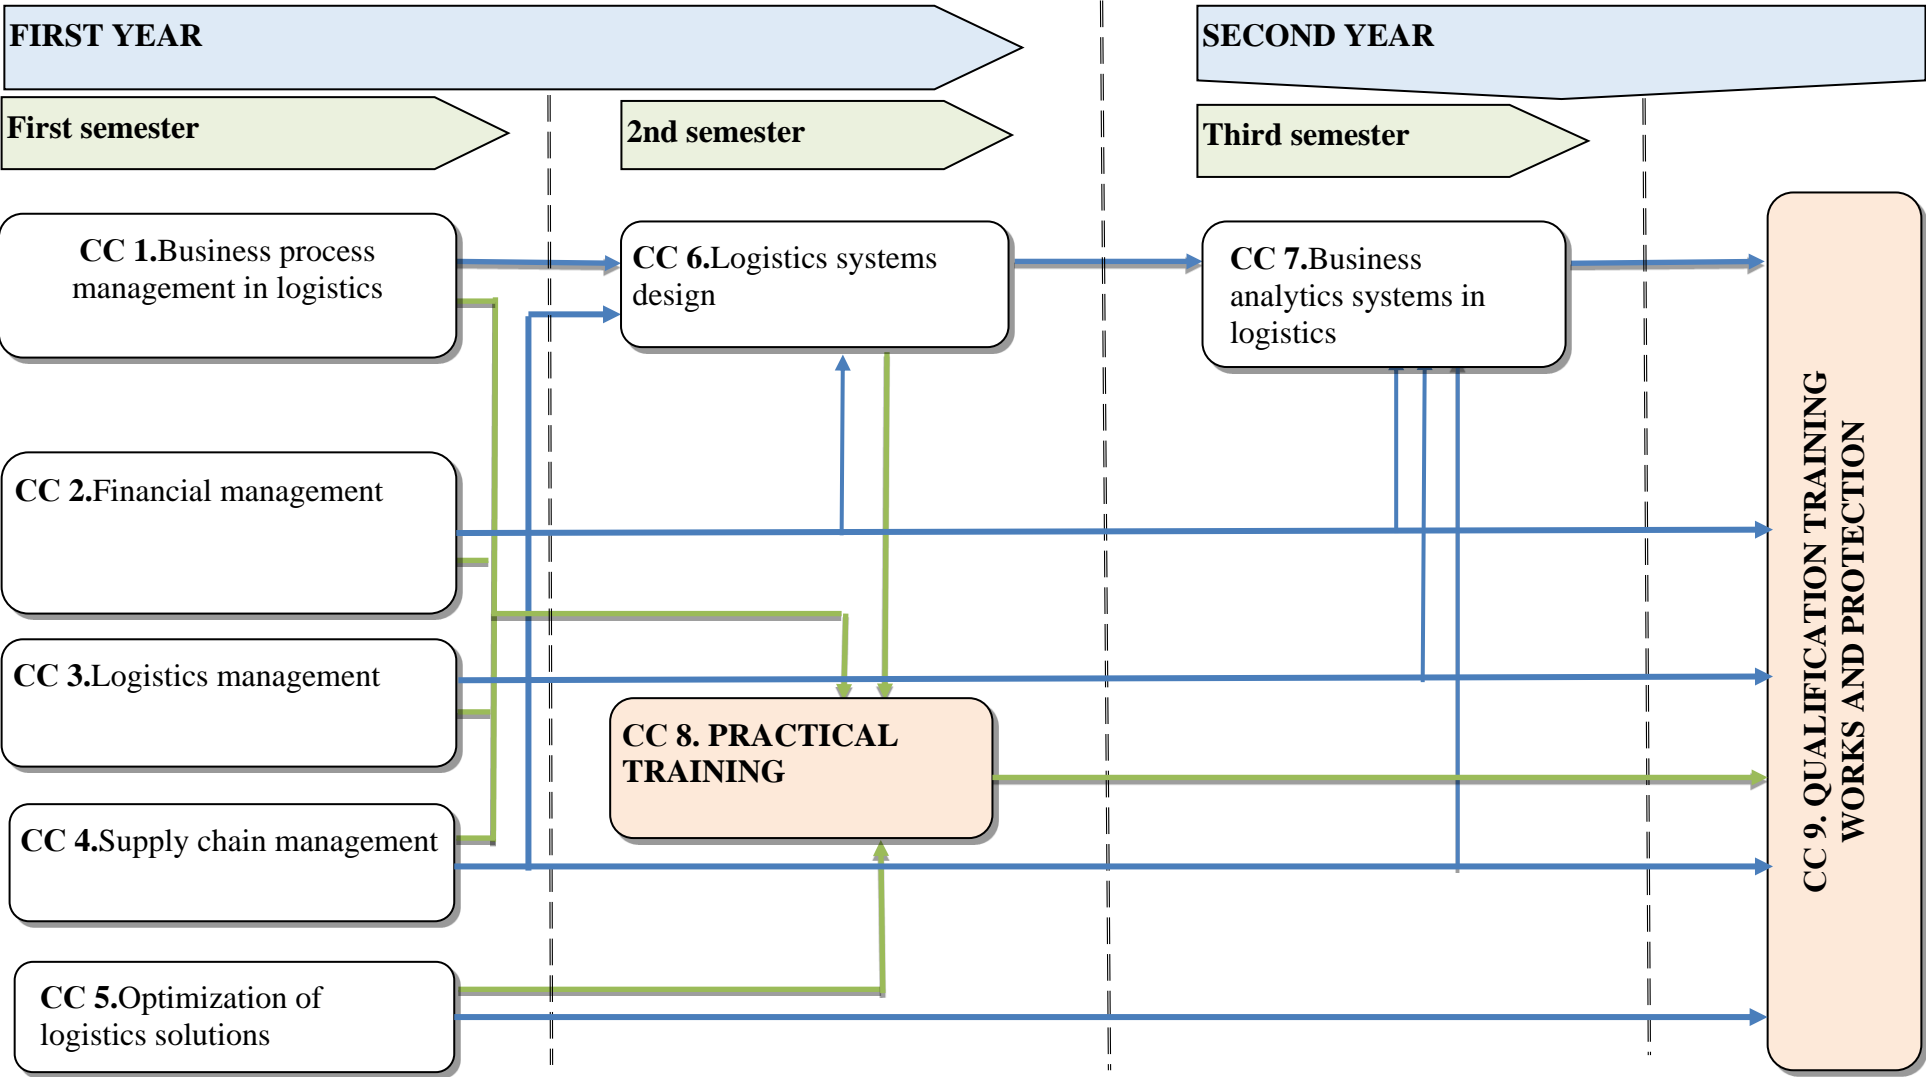 FIRST YEAR
SECOND YEAR
First semester
2nd semester
Third semester
CC 1.Business process
management in logistics
CC 6.Logistics systems
design
CC 7.Business
analytics systems in
logistics
CC 2.Financial management
CC 3.Logistics management
CC 8. PRACTICAL
TRAINING
CC 4.Supply chain management
CC 5.Optimization of
logistics solutions
CC 9. QUALIFICATION TRAINING
WORKS AND PROTECTION